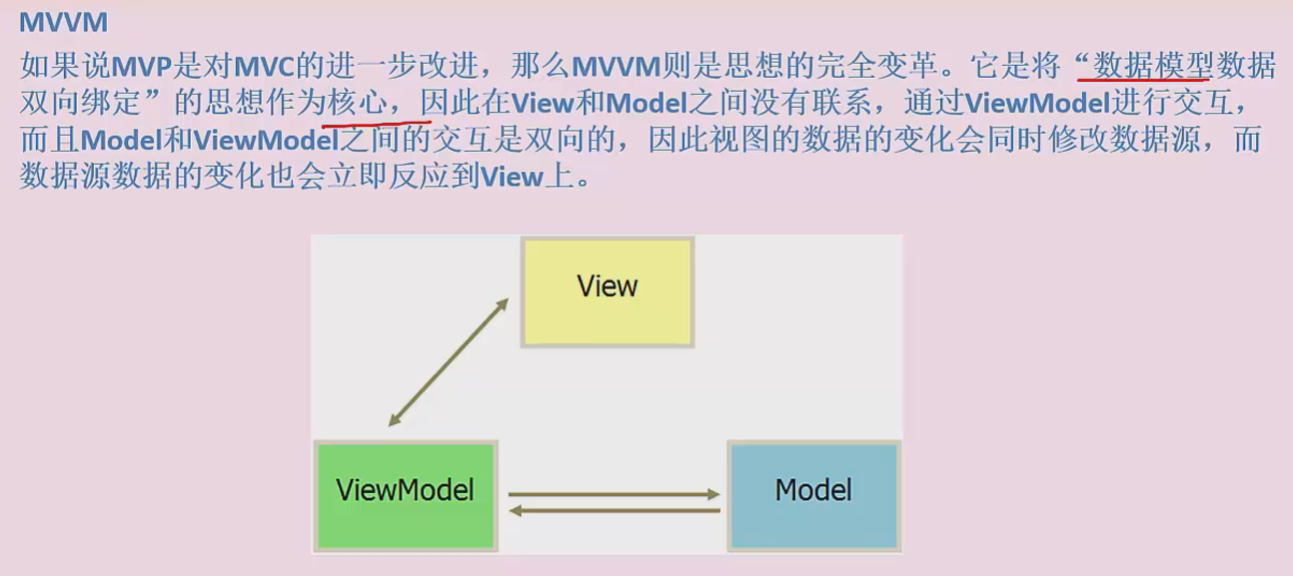 MVVM
如果说MVP是对MVC的进一步改进，那么MVVM则是思想的完全变革。它是将“数据模型数据
双向绑定”的思想作为核心，因此在View和Model之间没有联系，通过ViewModel进行交互，
而且Model和ViewModel之间的交互是双向的，因此视图的数据的变化会同时修改数据源，而
数据源数据的变化也会立即反应到View上。
View
ViewModel
Model